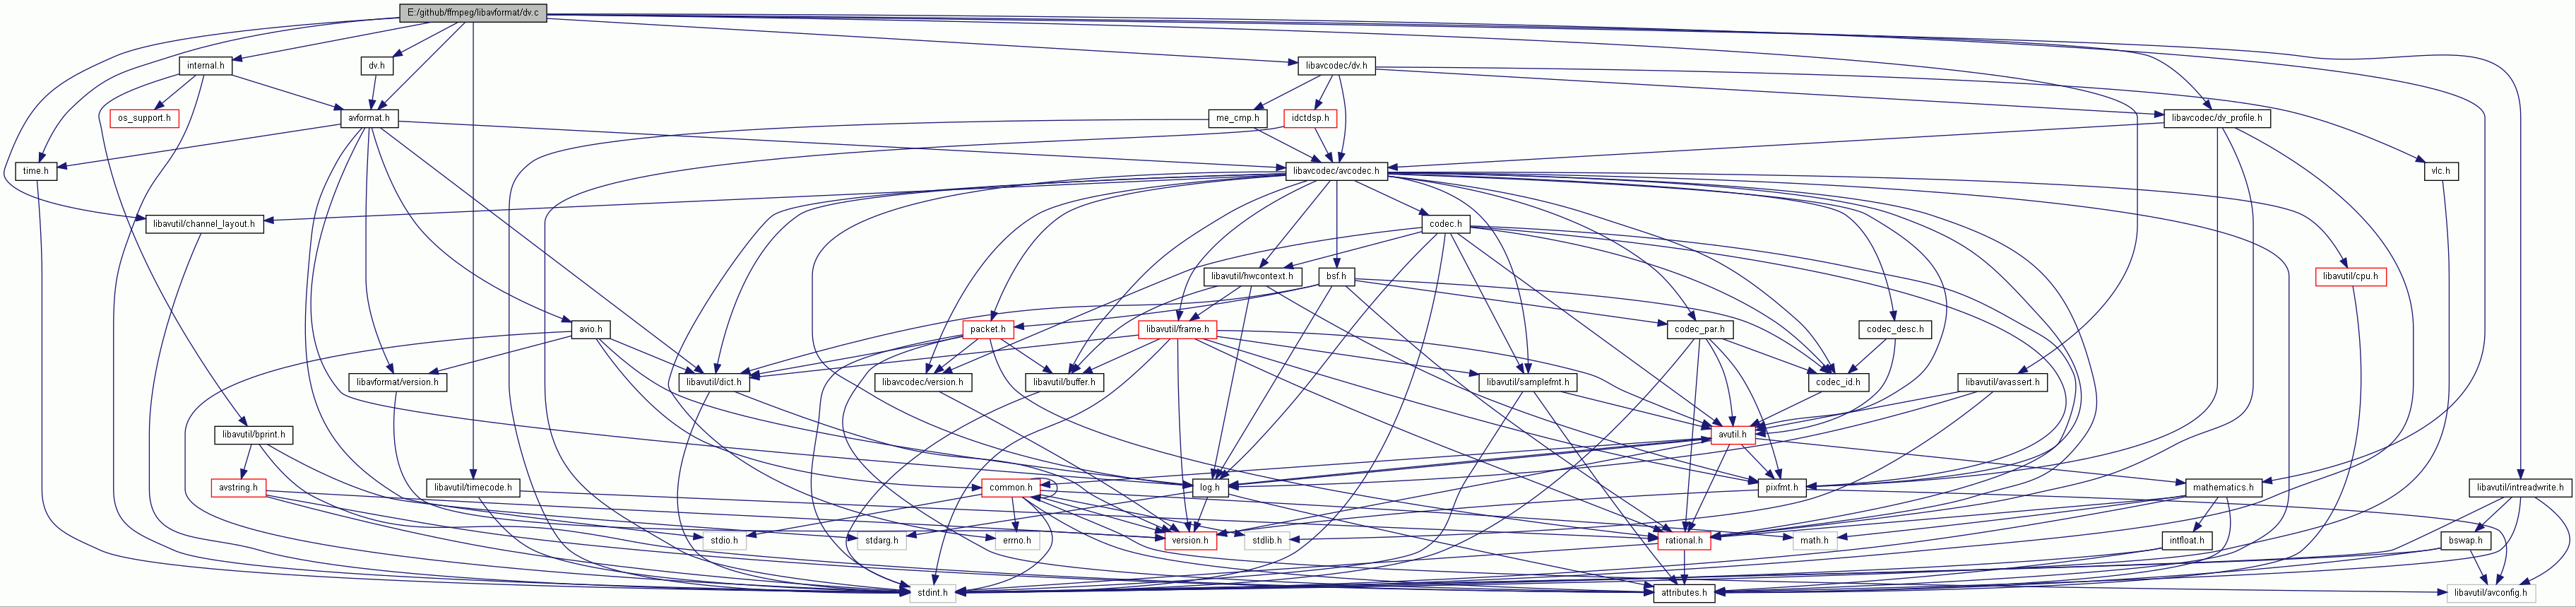 E:/github/ffmpeg/libavformat/dv.c
internal.h
dv.h
libavcodec/dv.h
os_support.h
avformat.h
me_cmp.h
idctdsp.h
libavcodec/dv_profile.h
time.h
libavcodec/avcodec.h
vlc.h
libavutil/channel_layout.h
codec.h
libavutil/hwcontext.h
bsf.h
libavutil/cpu.h
avio.h
packet.h
libavutil/frame.h
codec_par.h
codec_desc.h
libavformat/version.h
libavutil/dict.h
libavcodec/version.h
libavutil/buffer.h
libavutil/samplefmt.h
codec_id.h
libavutil/avassert.h
libavutil/bprint.h
avutil.h
avstring.h
libavutil/timecode.h
common.h
log.h
pixfmt.h
mathematics.h
libavutil/intreadwrite.h
stdio.h
stdarg.h
errno.h
version.h
stdlib.h
rational.h
math.h
intfloat.h
bswap.h
stdint.h
attributes.h
libavutil/avconfig.h